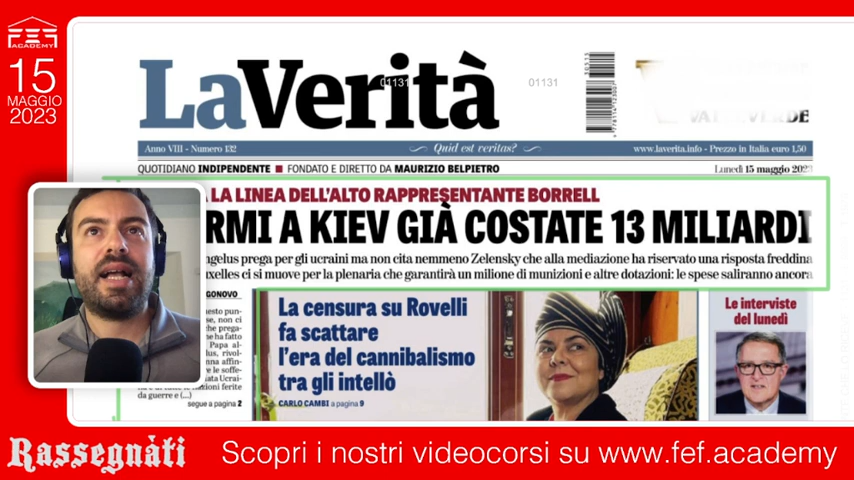 FEF
ACADEMY
15
MAGGIO
2023
LaVerità
01131
01131
Anno VIII - Numero 132
Quid est veritas?
www.laverita.info - Prezzo in Italia euro 1,50
QUOTIDIANO INDIPENDENTE ■ FONDATO E DIRETTO DA MAURIZIO BELPIETRO
Lunedì 15 maggio 2023
LA LINEA DELL'ALTO RAPPRESENTANTE BORRELL
RMI A KIEV GIÀ COSTATE 13 MILIARDI
ngelus prega per gli ucraini ma non cita nemmeno Zelensky che alla mediazione ha riservato una risposta freddina
uxelles ci si muove per la plenaria che garantirà un milione di munizioni e altre dotazioni: le spese saliranno ancora
GONOVO
segue a pagina 2
La censura su Rovelli
fa scattare
l'era del cannibalismo
tra gli intellò
CARLO CAMBI a pagina 9
Le interviste
del lunedì
Rassegnàti
Scopri i nostri videocorsi su www.fef.academy